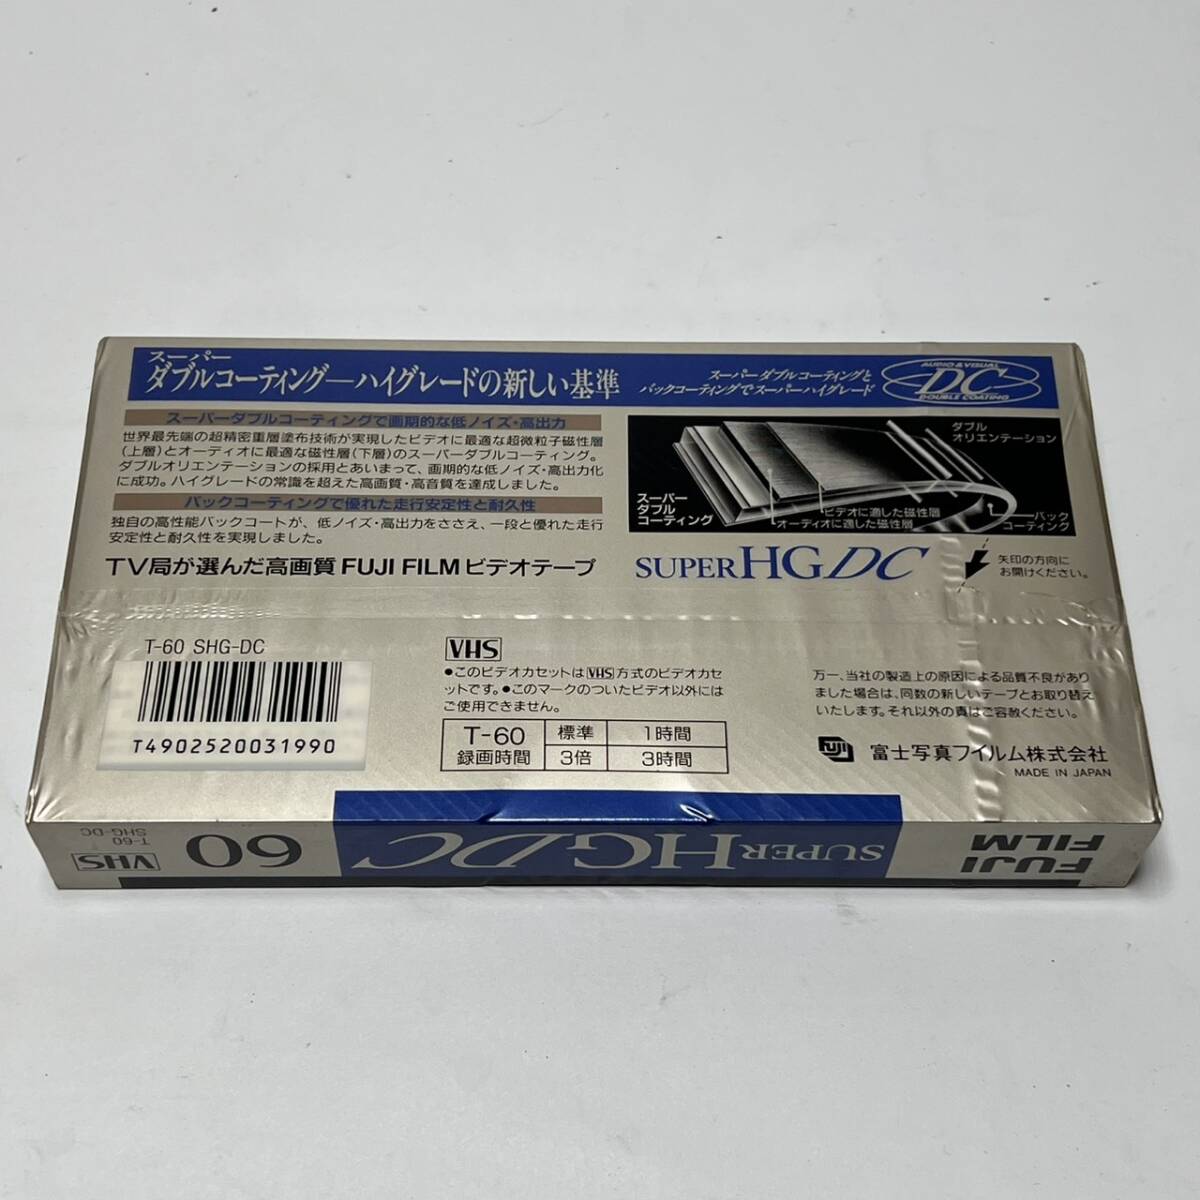 スーパー
ダブルコーティング—ハイグレードの新しい基準
スーパーダブルコーティングと
バックコーティングでスーパーハイグレード
AUDIO & VISUAL
DC
DOUBLE COATING
スーパーダブルコーティングで画期的な低ノイズ・高出力
世界最先端の超精密重層塗布技術が実現したビデオに最適な超微粒子磁性層
(上層)とオーディオに最適な磁性層(下層)のスーパーダブルコーティング。
ダブルオリエンテーションの採用とあいまって、画期的な低ノイズ・高出力化
に成功。ハイグレードの常識を超えた高画質・高音質を達成しました。
バックコーティングで優れた走行安定性と耐久性
独自の高性能バックコートが、低ノイズ・高出力をささえ、一段と優れた走行
安定性と耐久性を実現しました。
TV局が選んだ高画質 FUJI FILM ビデオテープ
ダブル
オリエンテーション
スーパー
ダブル
コーティング
ビデオに適した磁性層
オーディオに適した磁性層
バック
コーティング
SUPER HG DC
矢印の方向に
お開けください。
T-60 SHG-DC
T4902520031990
VHS
●このビデオカセットはVHS方式のビデオカセ
ットです。●このマークのついたビデオ以外には
ご使用できません。
T-60 標準 1時間
録画時間 3倍 3時間
万一、当社の製造上の原因による品質不良があり
ました場合は、同数の新しいテープとお取り替え
いたします。それ以外の責はご容赦ください。
FUJI 富士写真フイルム株式会社
MADE IN JAPAN
FUJI
FILM
SUPER HG DC
60
T-60
SHG-DC
VHS